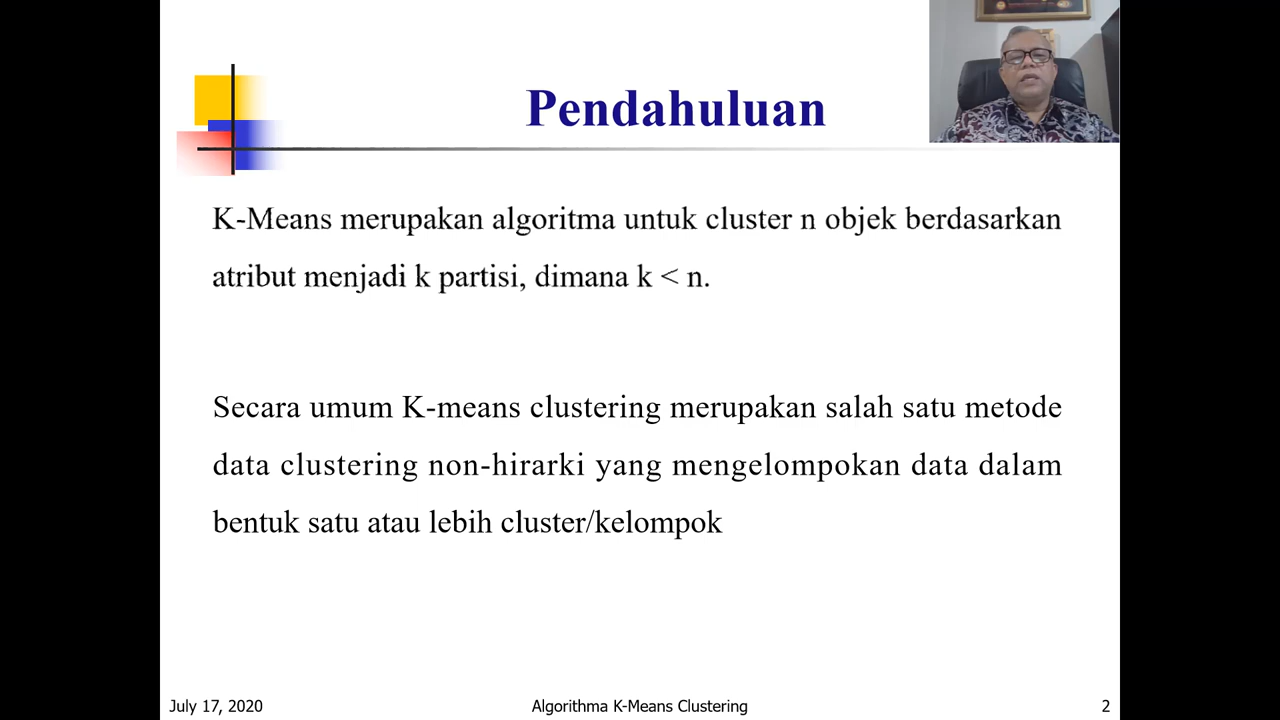 Pendahuluan
K-Means merupakan algoritma untuk cluster n objek berdasarkan
atribut menjadi k partisi, dimana k < n.
Secara umum K-means clustering merupakan salah satu metode
data clustering non-hirarki yang mengelompokan data dalam
bentuk satu atau lebih cluster/kelompok
July 17, 2020
Algorithma K-Means Clustering
2